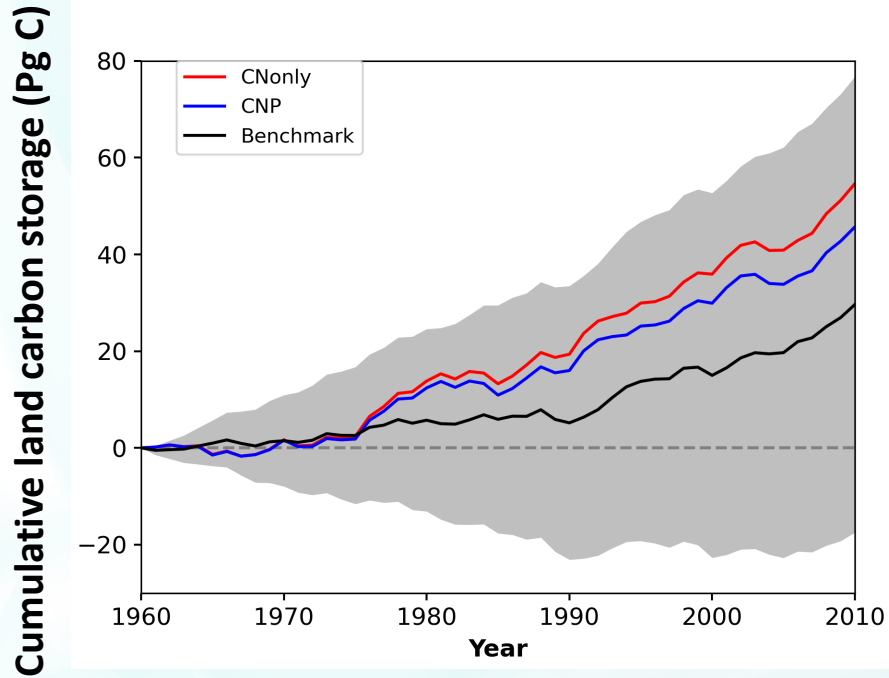 Cumulative land carbon storage (Pg C)
80
60
40
20
0
−20
CNonly
CNP
Benchmark
1960 1970 1980 1990 2000 2010
Year